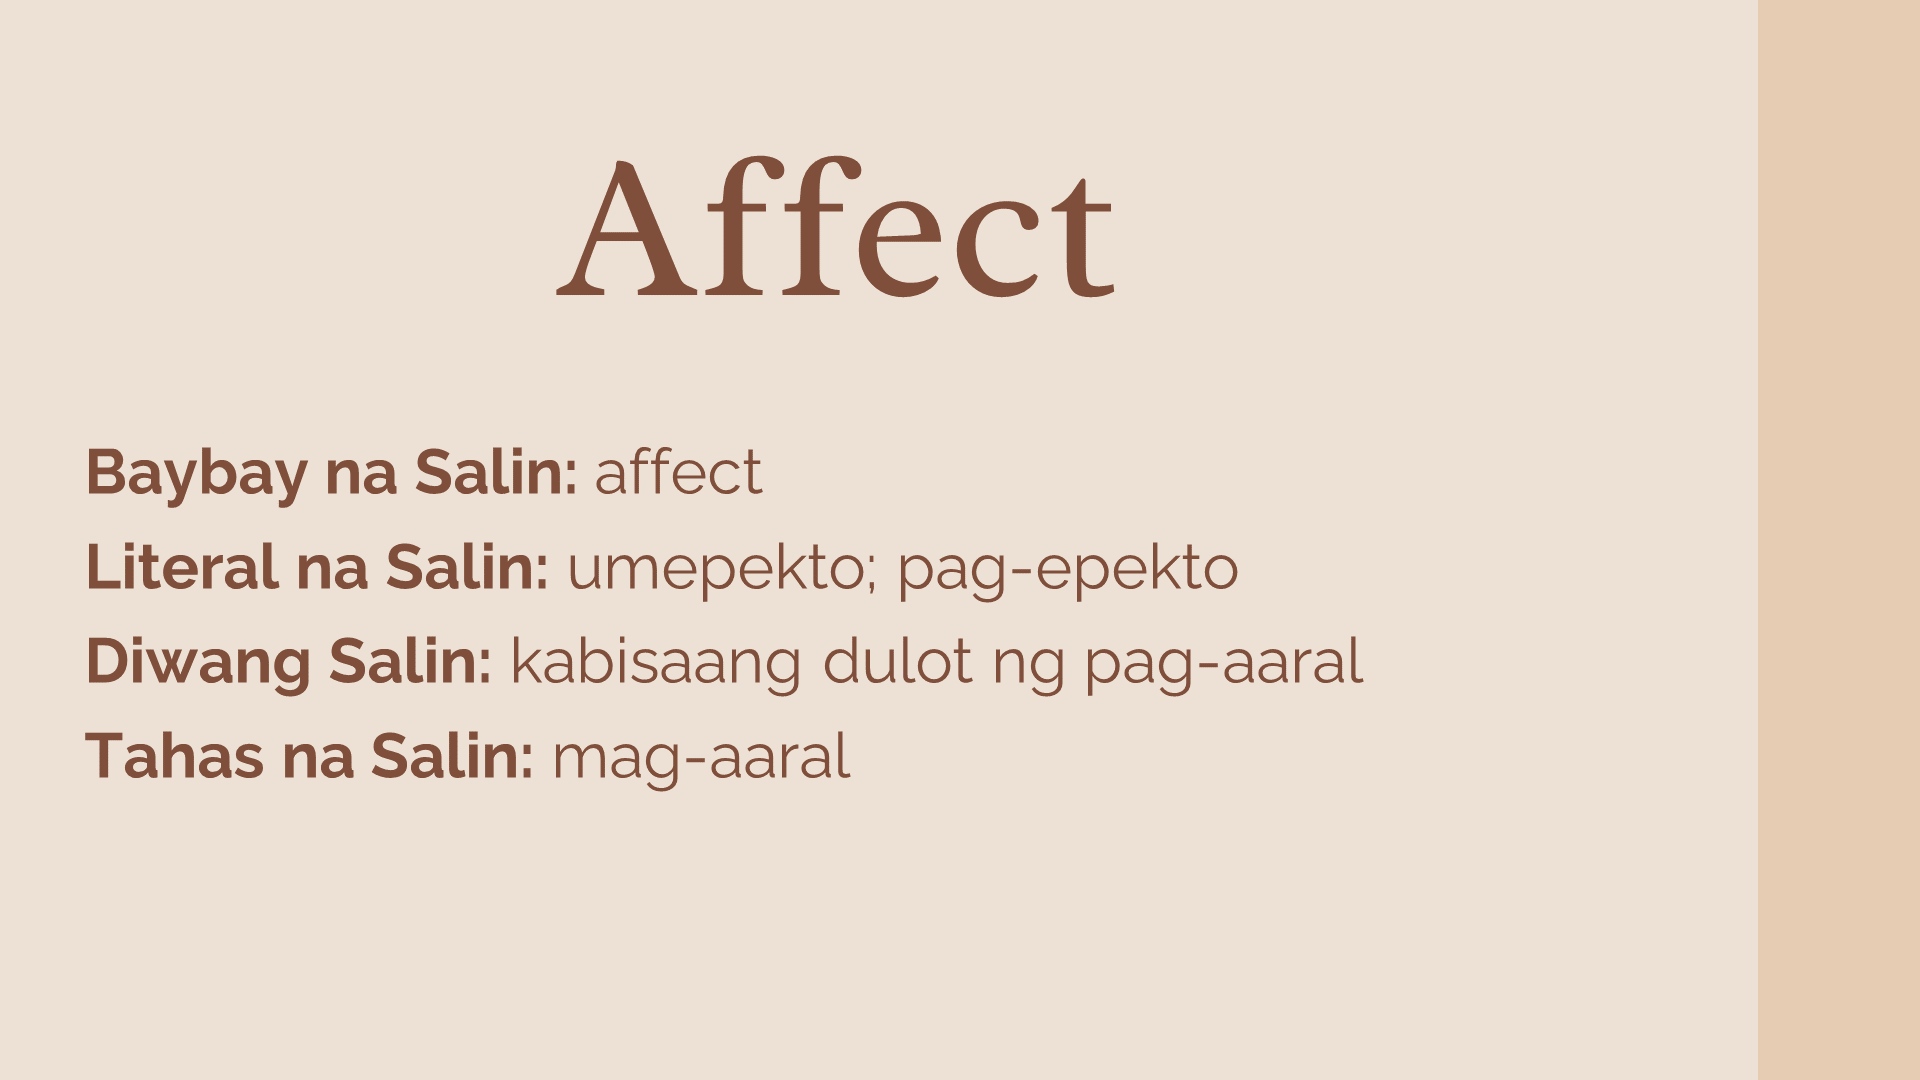 Affect
Baybay na Salin: affect
Literal na Salin: umepekto; pag-epekto
Diwang Salin: kabisaang dulot ng pag-aaral
Tahas na Salin: mag-aaral